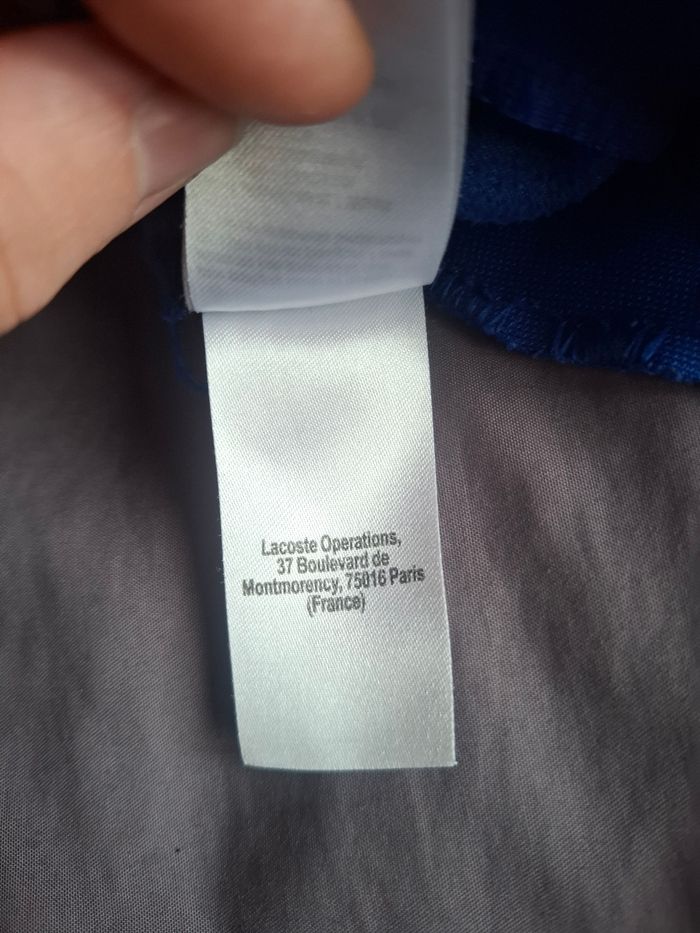 Lacoste Operations,
37 Boulevard de
Montmorency, 75016 Paris
(France)